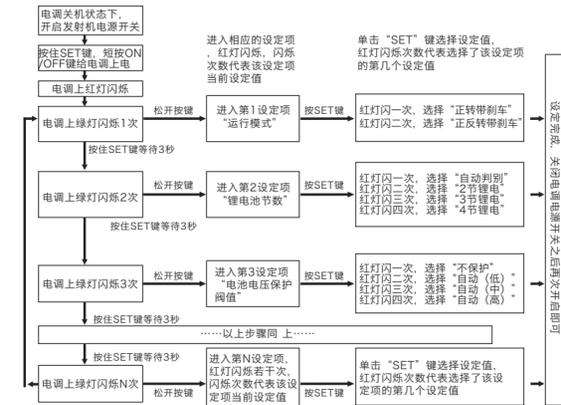 电调关机状态下，
开启发射机电源开关
按住SET键，短按ON
/OFF键给电调上电
电调上红灯闪烁
进入相应的设定项
，红灯闪烁，闪烁
次数代表该设定项
当前设定值
单击“SET”键选择设定值，
红灯闪烁次数代表选择了该设定项
的第几个设定值
电调上绿灯闪烁1次
松开按键
进入第1设定项
“运行模式”
按SET键
红灯闪一次，选择“正转带刹车”
红灯闪二次，选择“正反转带刹车”
按住SET键等待3秒
电调上绿灯闪烁2次
松开按键
进入第2设定项
“锂电池节数”
按SET键
红灯闪一次，选择“自动判别”
红灯闪二次，选择“2节锂电”
红灯闪三次，选择“3节锂电”
红灯闪四次，选择“4节锂电”
按住SET键等待3秒
电调上绿灯闪烁3次
松开按键
进入第3设定项
“电池电压保护
阀值”
按SET键
红灯闪一次，选择“不保护”
红灯闪二次，选择“自动（低）”
红灯闪三次，选择“自动（中）”
红灯闪四次，选择“自动（高）”
按住SET键等待3秒
……以上步骤同 上……
按住SET键等待3秒
电调上绿灯闪烁N次
松开按键
进入第N设定项，
红灯闪烁若干次，
闪烁次数代表该设
定项当前设定值
按SET键
单击“SET”键选择设定值，
红灯闪烁次数代表选择了该设
定项的第几个设定值
设定完成，关闭电调电源开关之后再次开启即可